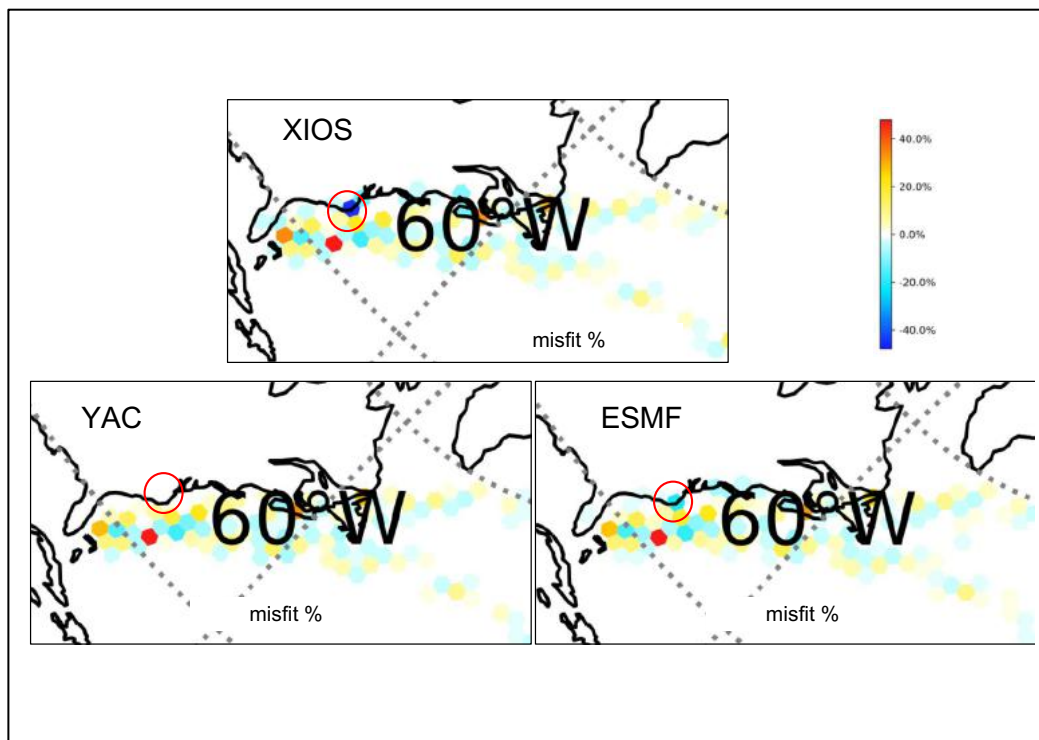 XIOS
60°W
misfit %
40.0%
20.0%
0.0%
-20.0%
-40.0%
YAC
60°W
misfit %
ESMF
60°W
misfit %